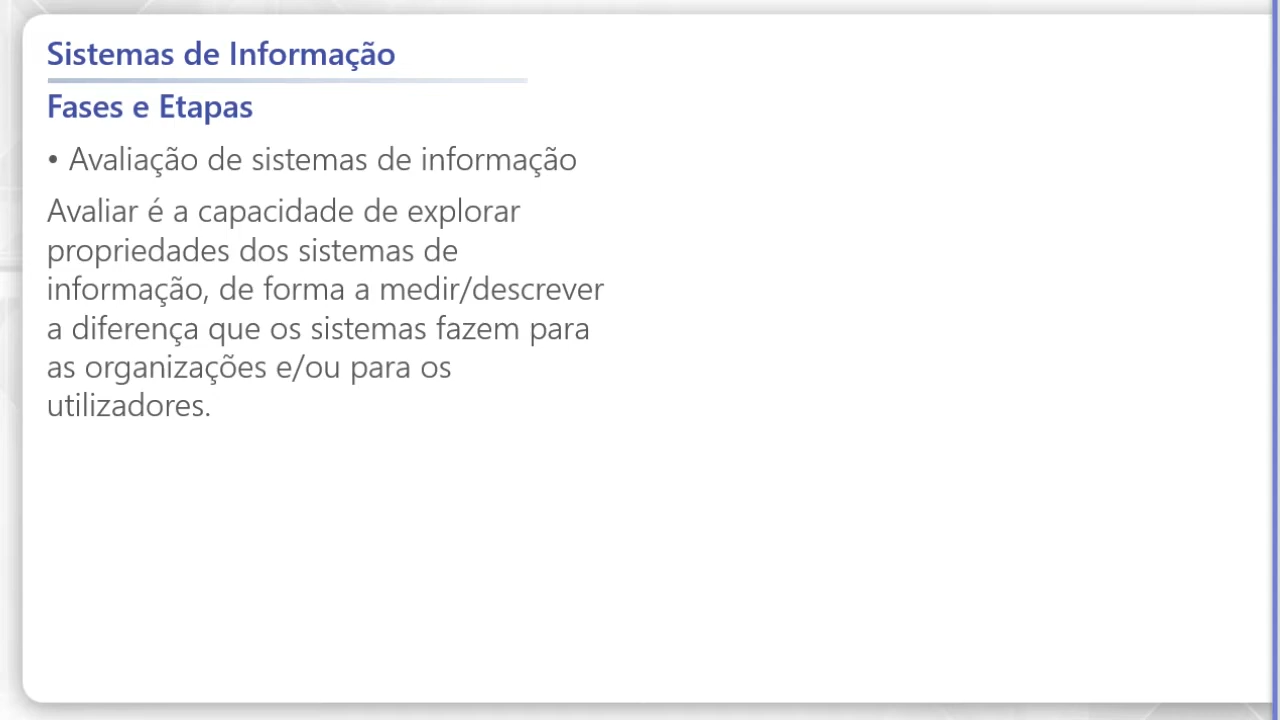 Sistemas de Informação
Fases e Etapas
• Avaliação de sistemas de informação
Avaliar é a capacidade de explorar
propriedades dos sistemas de
informação, de forma a medir/descrever
a diferença que os sistemas fazem para
as organizações e/ou para os
utilizadores.